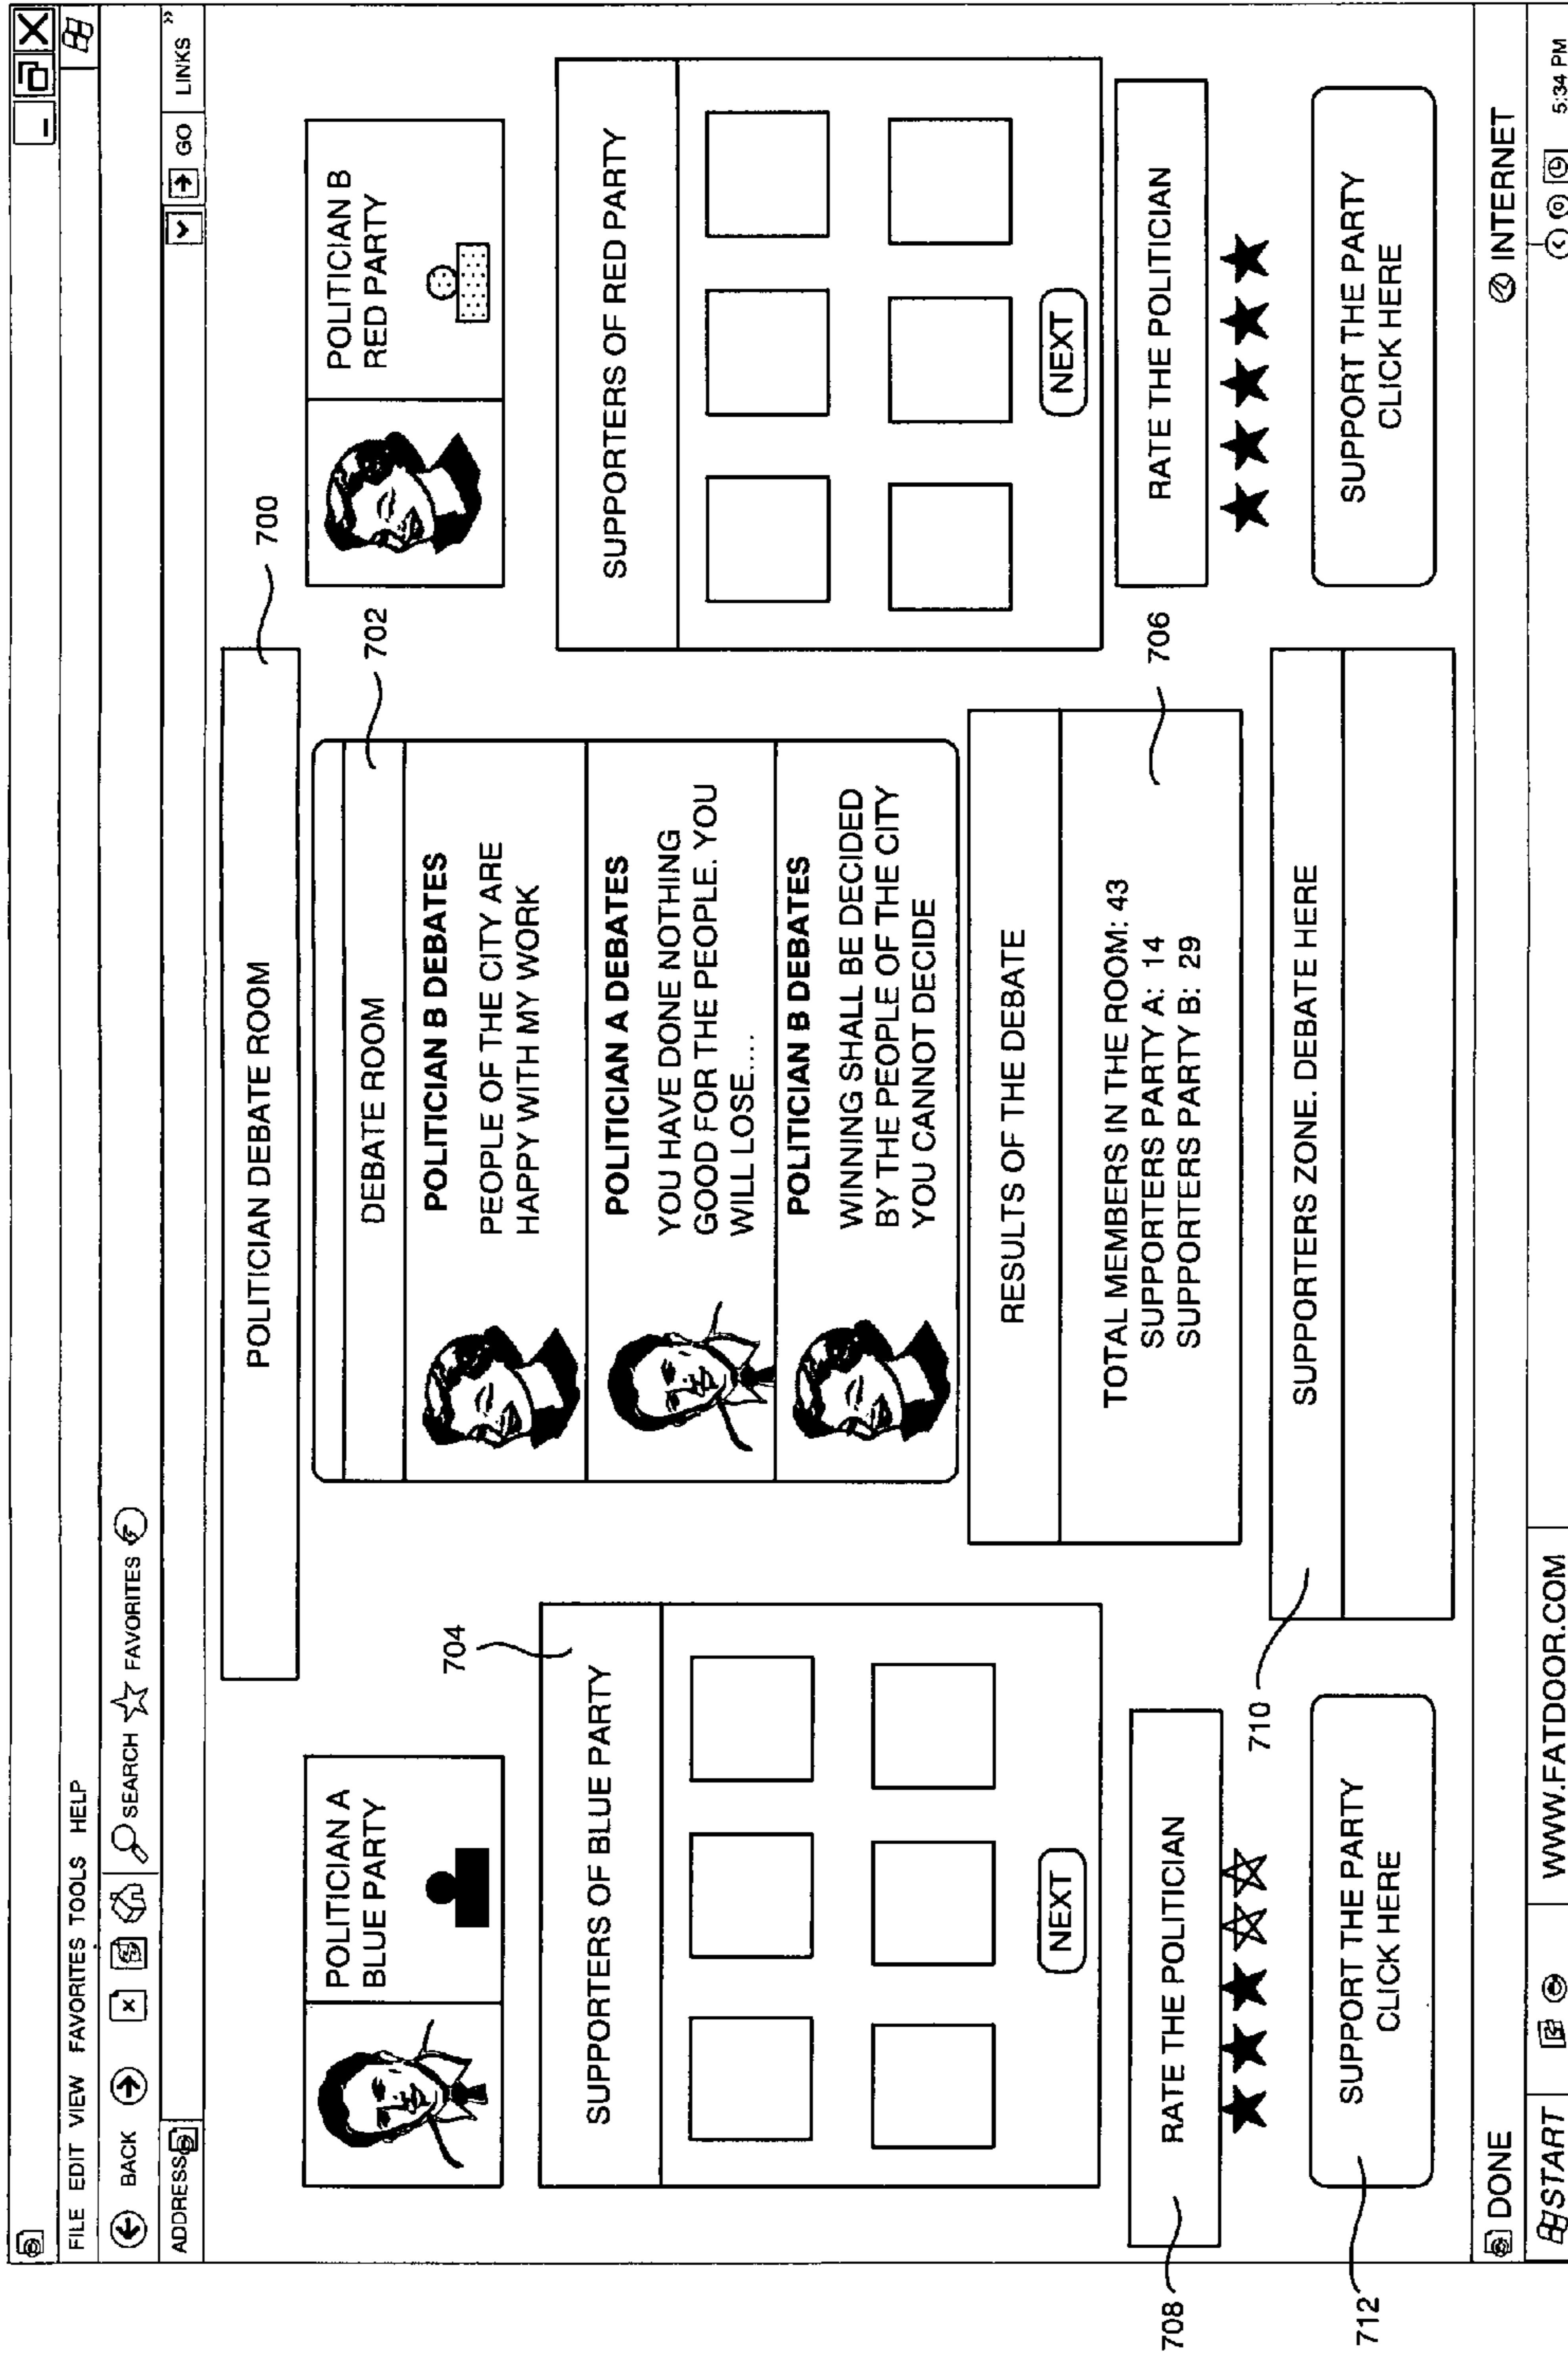 FILE EDIT VIEW FAVORITES TOOLS HELP
BACK SEARCH FAVORITES
ADDRESS GO LINKS »
POLITICIAN DEBATE ROOM
700
POLITICIAN A
BLUE PARTY
704
SUPPORTERS OF BLUE PARTY
NEXT
708
RATE THE POLITICIAN
712
SUPPORT THE PARTY
CLICK HERE
702
DEBATE ROOM
POLITICIAN B DEBATES
PEOPLE OF THE CITY ARE
HAPPY WITH MY WORK
POLITICIAN A DEBATES
YOU HAVE DONE NOTHING
GOOD FOR THE PEOPLE. YOU
WILL LOSE....
POLITICIAN B DEBATES
WINNING SHALL BE DECIDED
BY THE PEOPLE OF THE CITY
YOU CANNOT DECIDE
RESULTS OF THE DEBATE
706
TOTAL MEMBERS IN THE ROOM: 43
SUPPORTERS PARTY A: 14
SUPPORTERS PARTY B: 29
710
SUPPORTERS ZONE. DEBATE HERE
POLITICIAN B
RED PARTY
SUPPORTERS OF RED PARTY
NEXT
RATE THE POLITICIAN
SUPPORT THE PARTY
CLICK HERE
DONE INTERNET
START WWW.FATDOOR.COM 5:34 PM